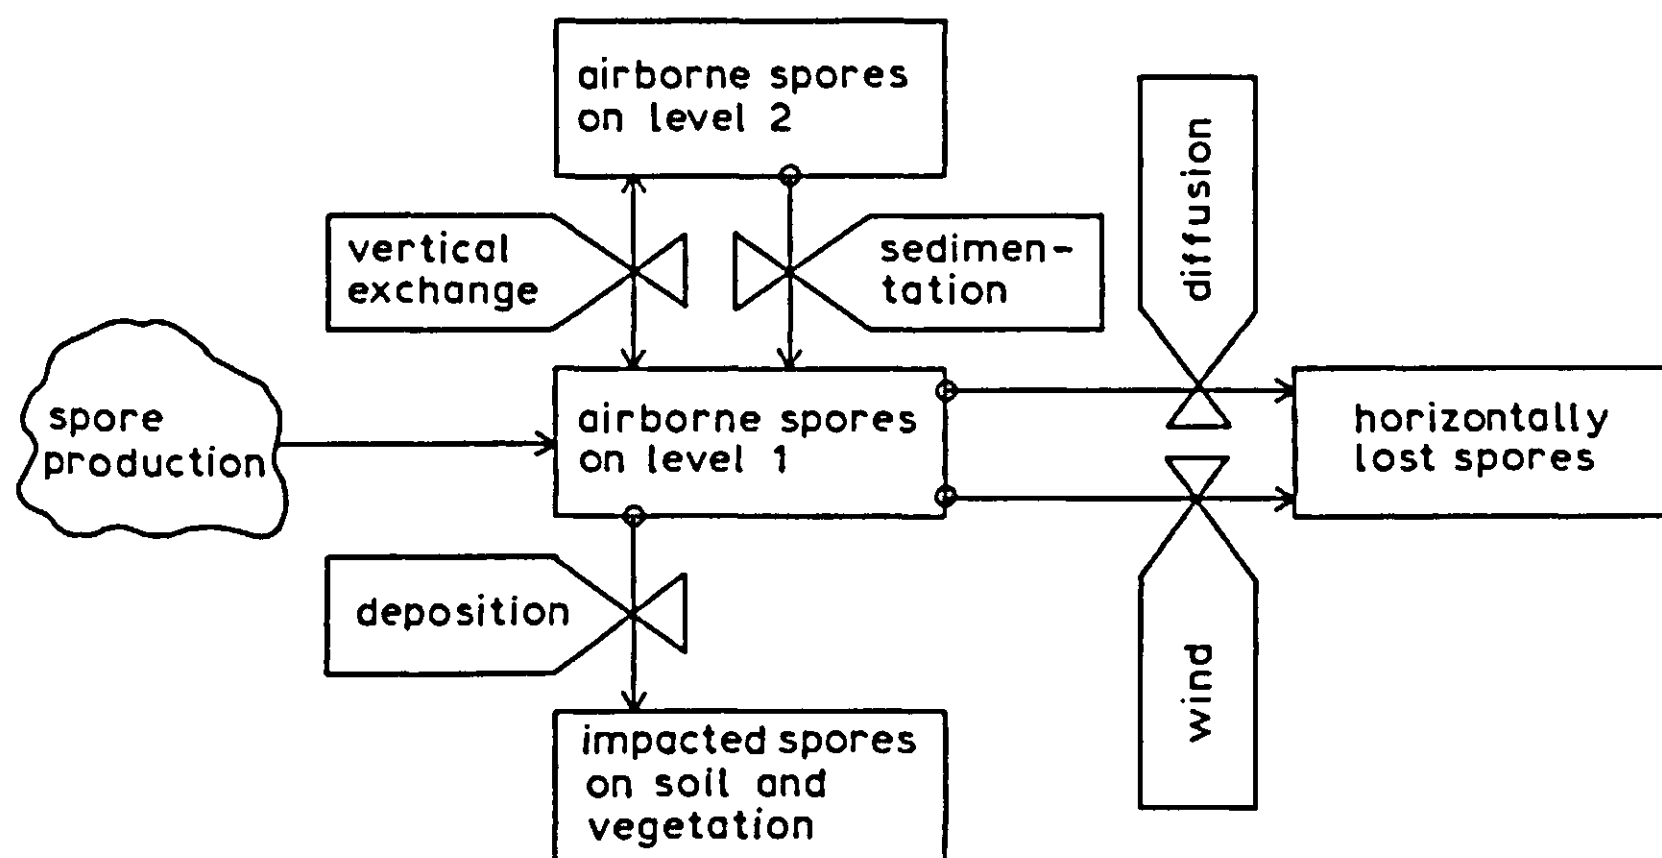 airborne spores
on level 2
diffusion
vertical
exchange
sedimen-
tation
spore
production
airborne spores
on level 1
horizontally
lost spores
deposition
wind
impacted spores
on soil and
vegetation